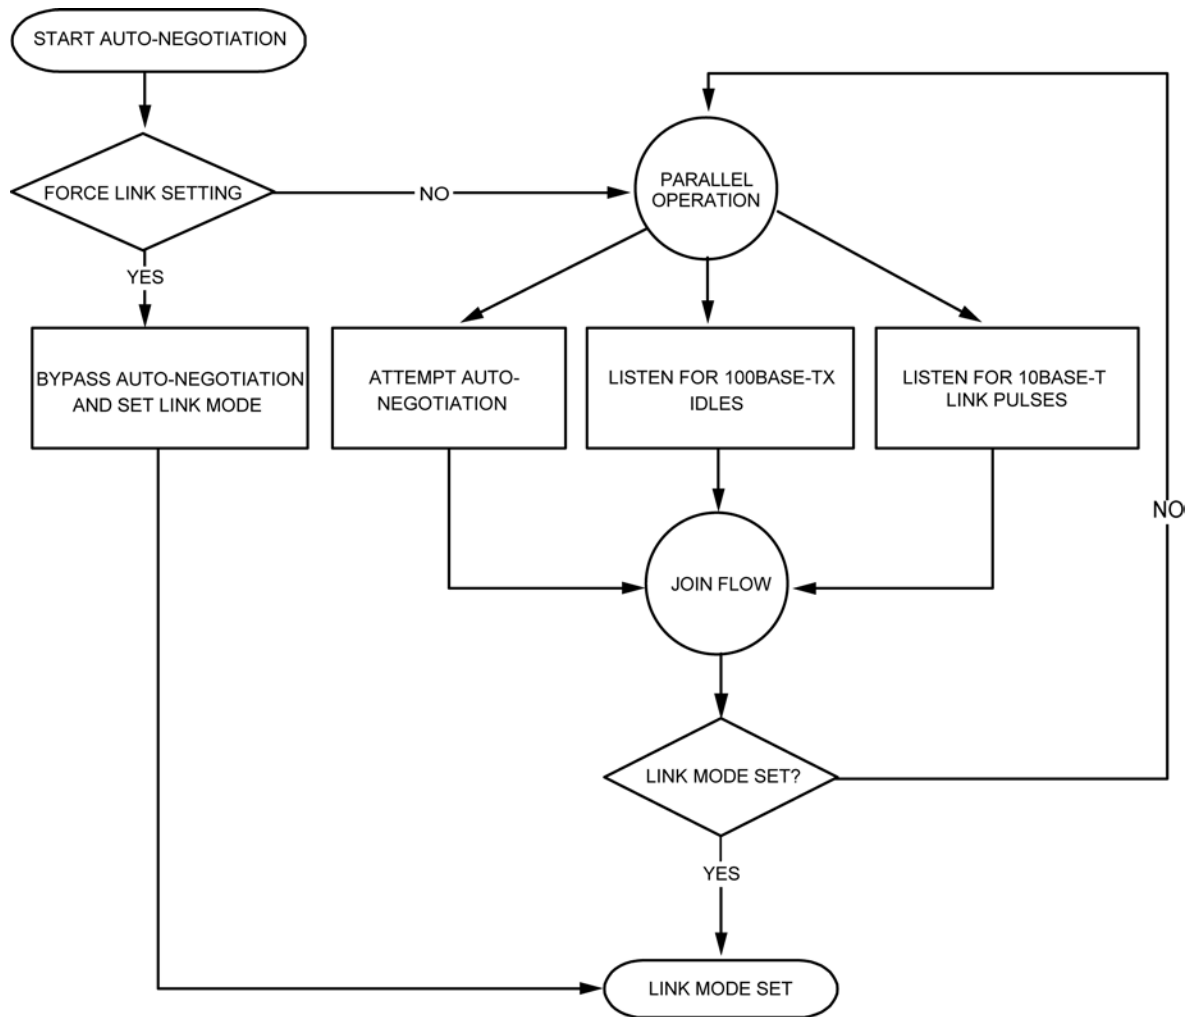 START AUTO-NEGOTIATION
FORCE LINK SETTING
NO
PARALLEL
OPERATION
YES
BYPASS AUTO-NEGOTIATION
AND SET LINK MODE
ATTEMPT AUTO-
NEGOTIATION
LISTEN FOR 100BASE-TX
IDLES
LISTEN FOR 10BASE-T
LINK PULSES
NO
JOIN FLOW
LINK MODE SET?
YES
LINK MODE SET